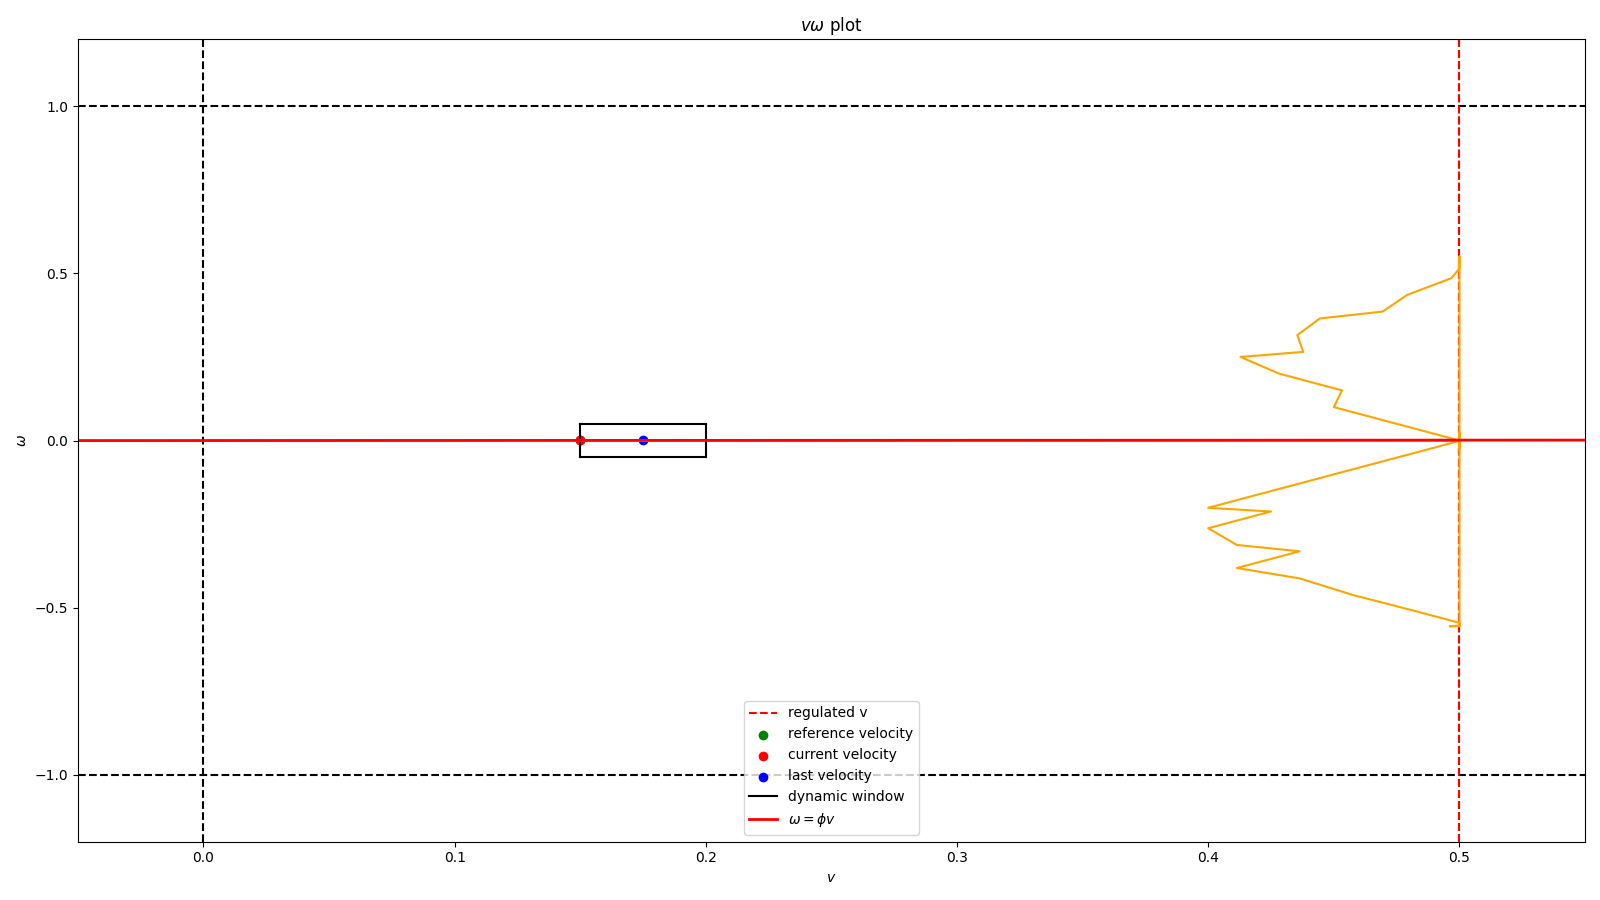 vω plot
1.0
0.5
0.0
−0.5
−1.0
ω
regulated v
reference velocity
current velocity
last velocity
dynamic window
ω = ϕv
0.0 0.1 0.2 0.3 0.4 0.5
v